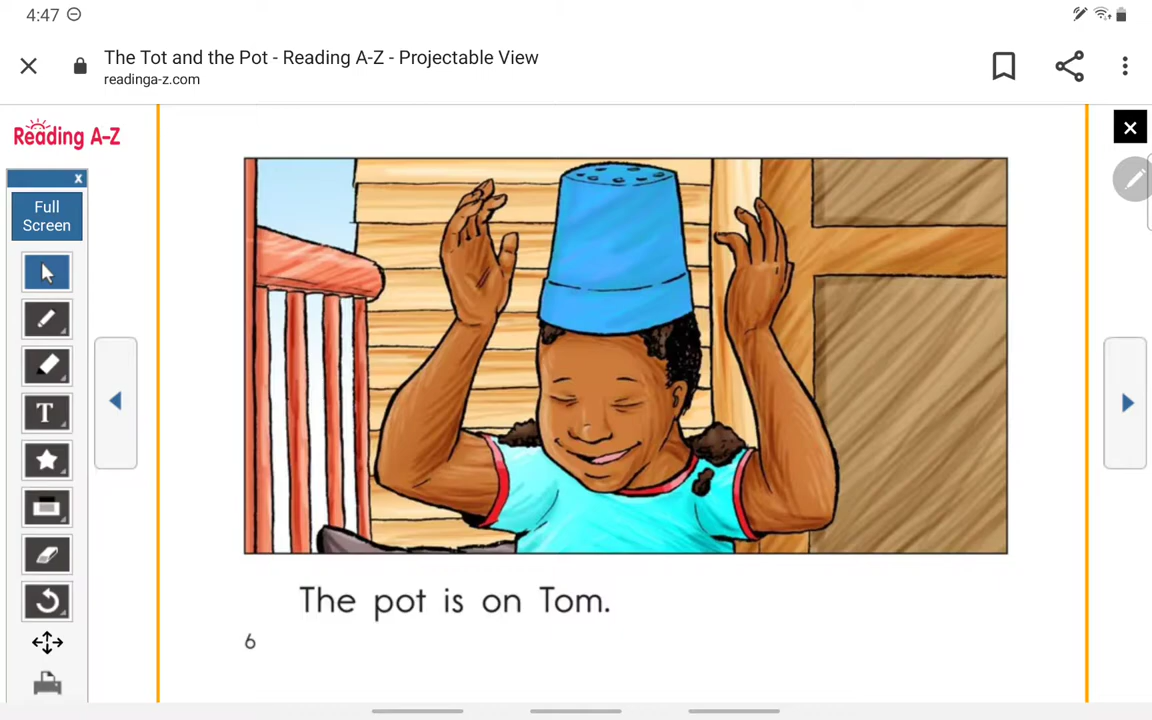 4:47
The Tot and the Pot - Reading A-Z - Projectable View
readinga-z.com
Reading A-Z
x
Full
Screen
T
The pot is on Tom.
6